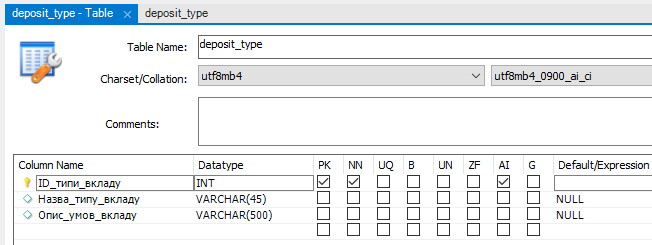 deposit_type - Table × deposit_type
Table Name: deposit_type
Charset/Collation: utf8mb4 utf8mb4_0900_ai_ci
Comments:
Column Name Datatype PK NN UQ B UN ZF AI G Default/Expression
ID_типи_вкладу INT
Назва_типу_вкладу VARCHAR(45) NULL
Опис_умов_вкладу VARCHAR(500) NULL